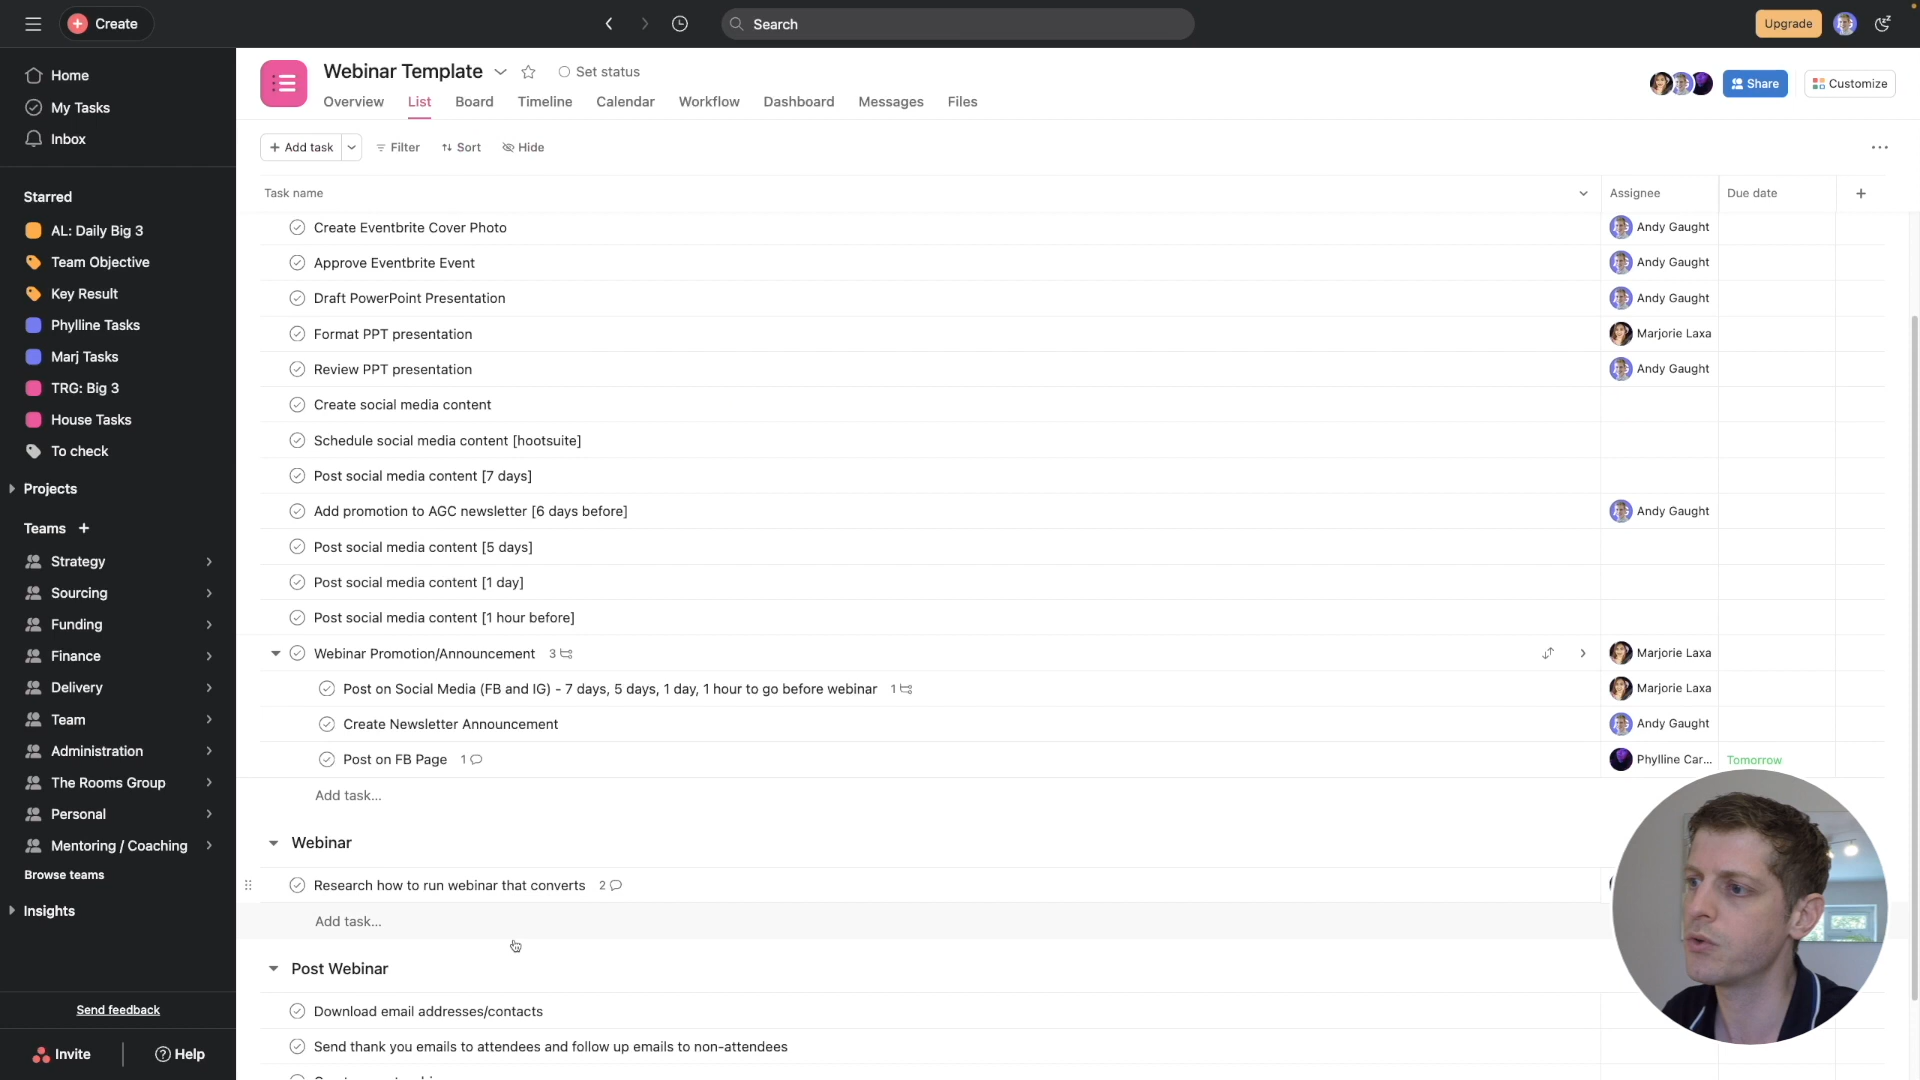 Create
Search
Upgrade
Home
My Tasks
Inbox
Starred
AL: Daily Big 3
Team Objective
Key Result
Phylline Tasks
Marj Tasks
TRG: Big 3
House Tasks
To check
Projects
Teams +
Strategy
Sourcing
Funding
Finance
Delivery
Team
Administration
The Rooms Group
Personal
Mentoring / Coaching
Browse teams
Insights
Send feedback
Invite
Help
Webinar Template
Set status
Overview List Board Timeline Calendar Workflow Dashboard Messages Files
Share
Customize
+ Add task Filter Sort Hide
Task name Assignee Due date +
Create Eventbrite Cover Photo Andy Gaught
Approve Eventbrite Event Andy Gaught
Draft PowerPoint Presentation Andy Gaught
Format PPT presentation Marjorie Laxa
Review PPT presentation Andy Gaught
Create social media content
Schedule social media content [hootsuite]
Post social media content [7 days]
Add promotion to AGC newsletter [6 days before] Andy Gaught
Post social media content [5 days]
Post social media content [1 day]
Post social media content [1 hour before]
Webinar Promotion/Announcement 3 Marjorie Laxa
Post on Social Media (FB and IG) - 7 days, 5 days, 1 day, 1 hour to go before webinar 1 Marjorie Laxa
Create Newsletter Announcement Andy Gaught
Post on FB Page 1 Phylline Car... Tomorrow
Add task...
Webinar
Research how to run webinar that converts 2
Add task...
Post Webinar
Download email addresses/contacts
Send thank you emails to attendees and follow up emails to non-attendees